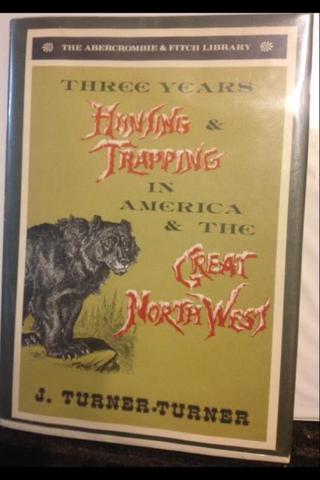 THE ABERCROMBIE & FITCH LIBRARY
THREE YEARS
HUNTING &
TRAPPING
IN
AMERICA
& THE
GREAT
NORTH WEST
J. TURNER-TURNER